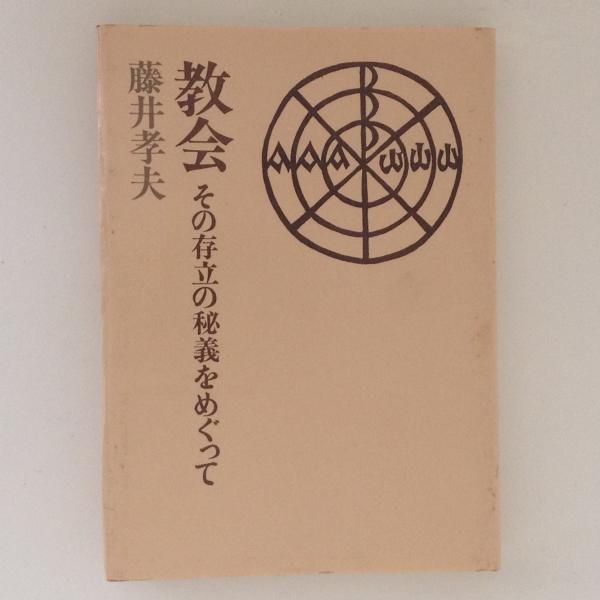 教会
その存立の秘義をめぐって
藤井孝夫
A A A ω ω ω